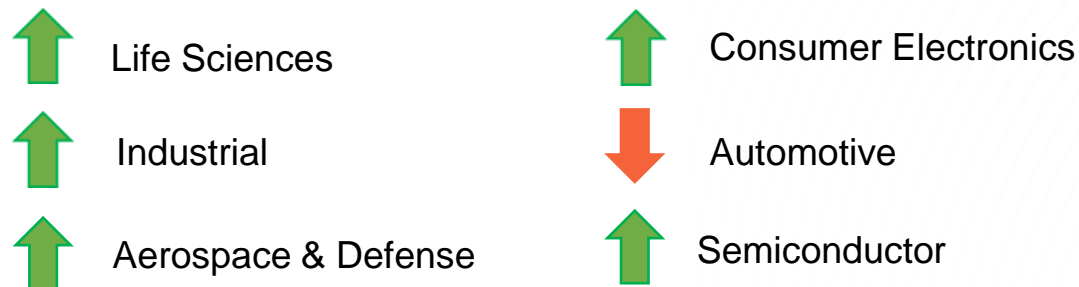 Life Sciences
Industrial
Aerospace & Defense
Consumer Electronics
Automotive
Semiconductor